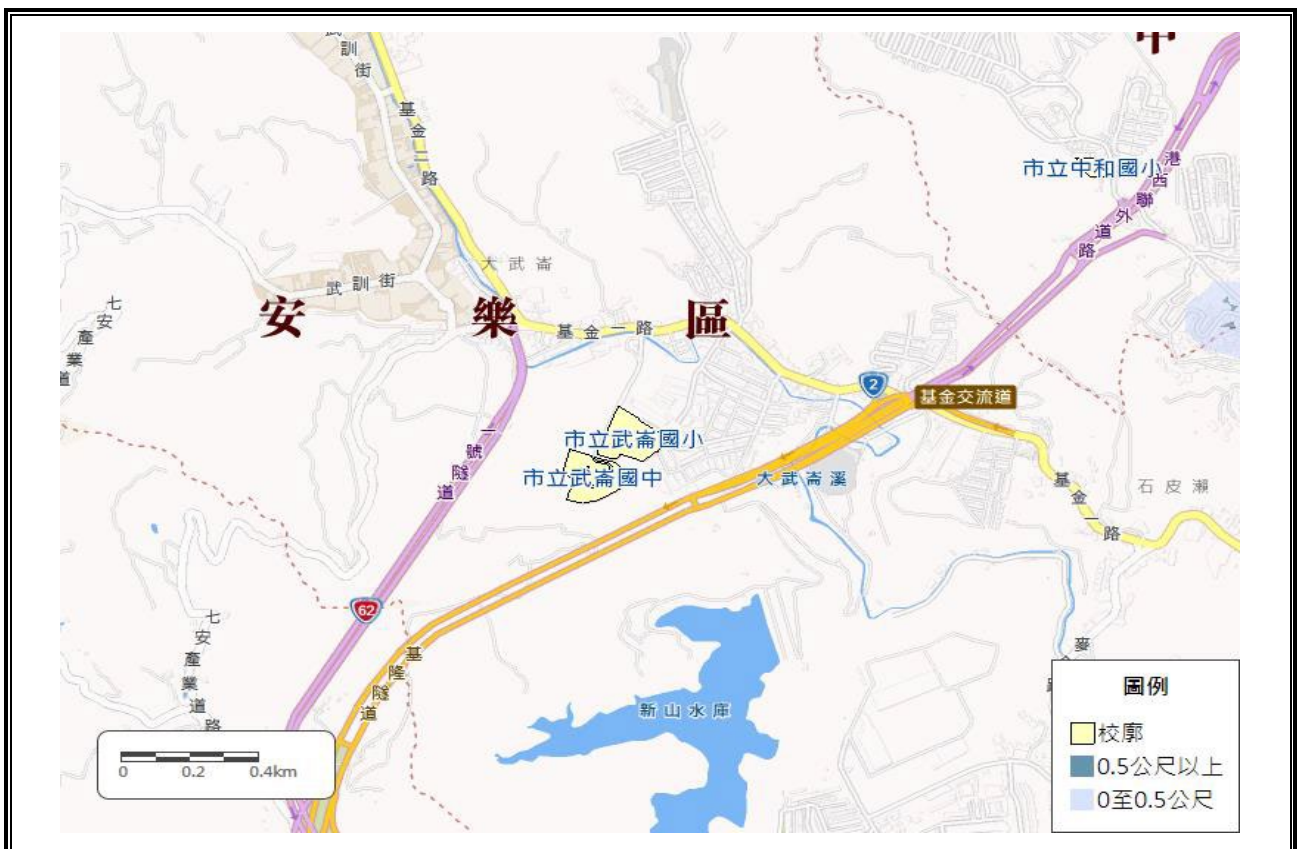 中
武訓街
基金二路
港西聯外道路
市立中和國小
大武崙
武訓街
七安產業道
安樂區
基金一路
2
基金交流道
市立武崙國小
一號隧道
市立武崙國中
大武崙溪
石皮瀨
基金一路
62
七安產業道路
基隆隧道
新山水庫
麥
圖例
校廓
0.5公尺以上
0至0.5公尺
0 0.2 0.4km